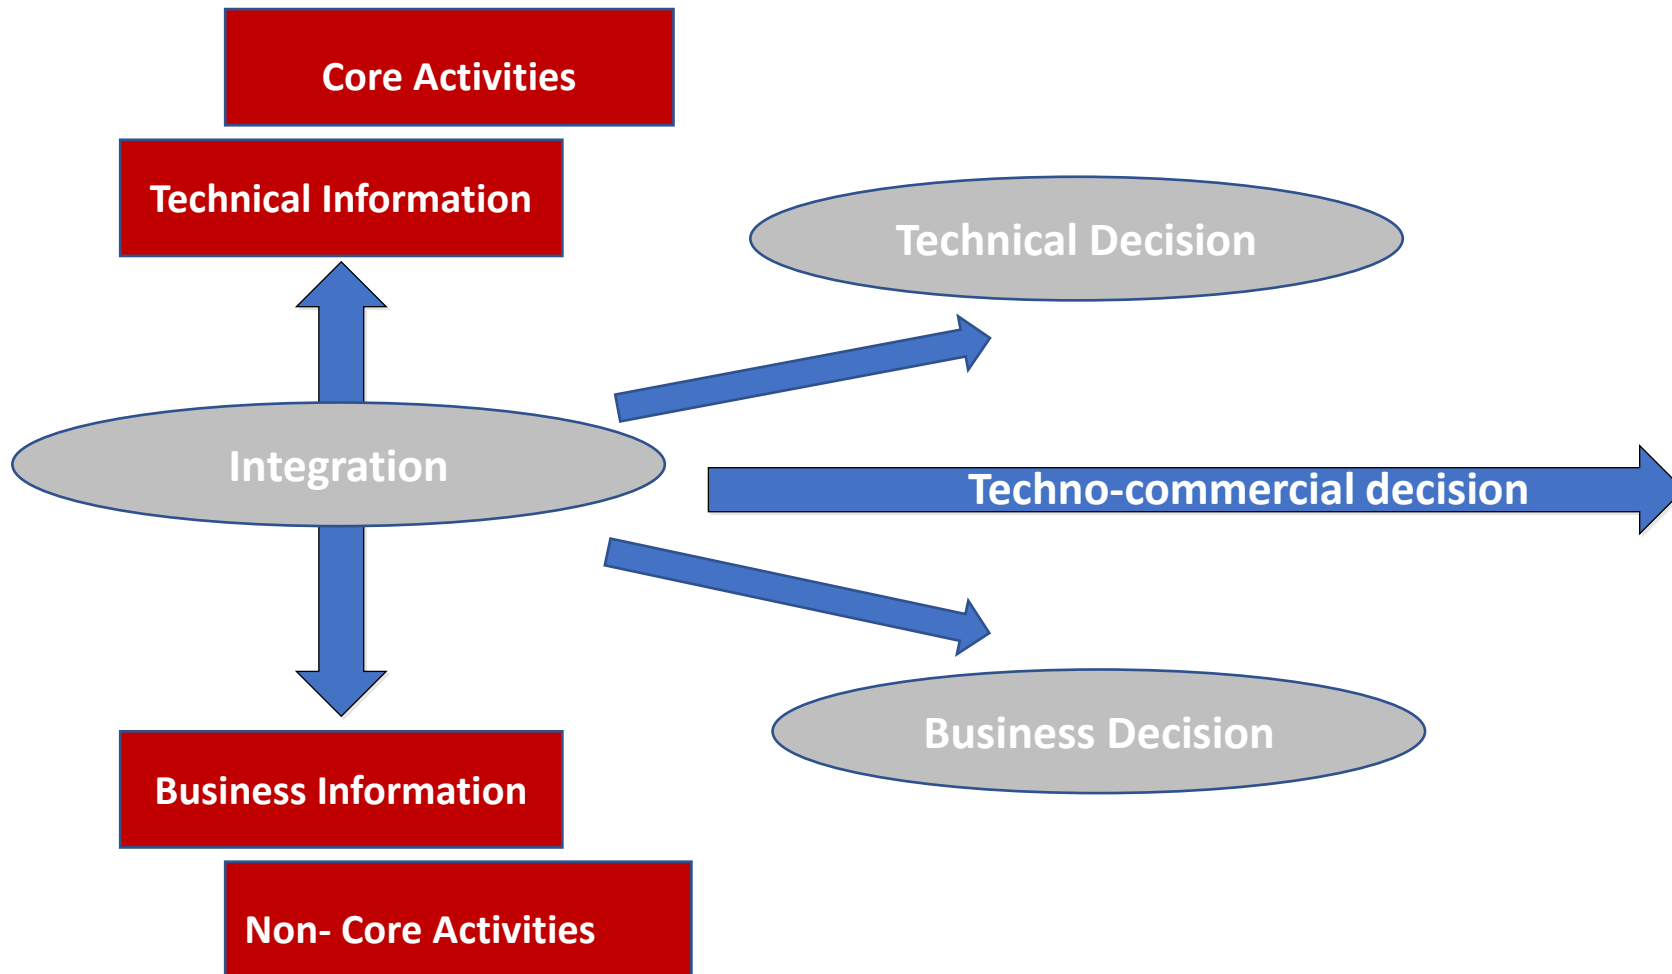 Core Activities
Technical Information
Technical Decision
Integration
Techno-commercial decision
Business Decision
Business Information
Non- Core Activities